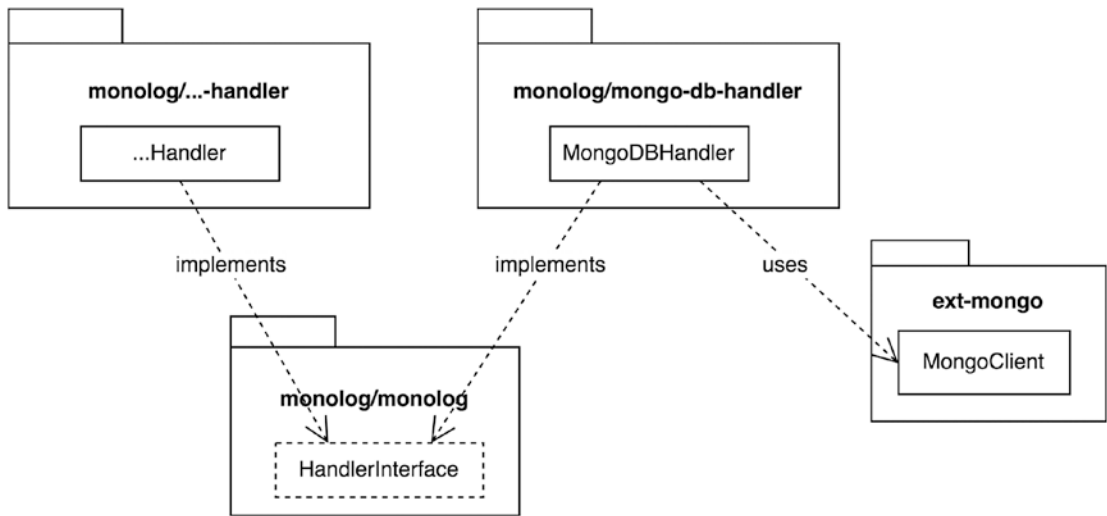 monolog/...-handler
...Handler
monolog/mongo-db-handler
MongoDBHandler
implements
implements
uses
ext-mongo
MongoClient
monolog/monolog
HandlerInterface